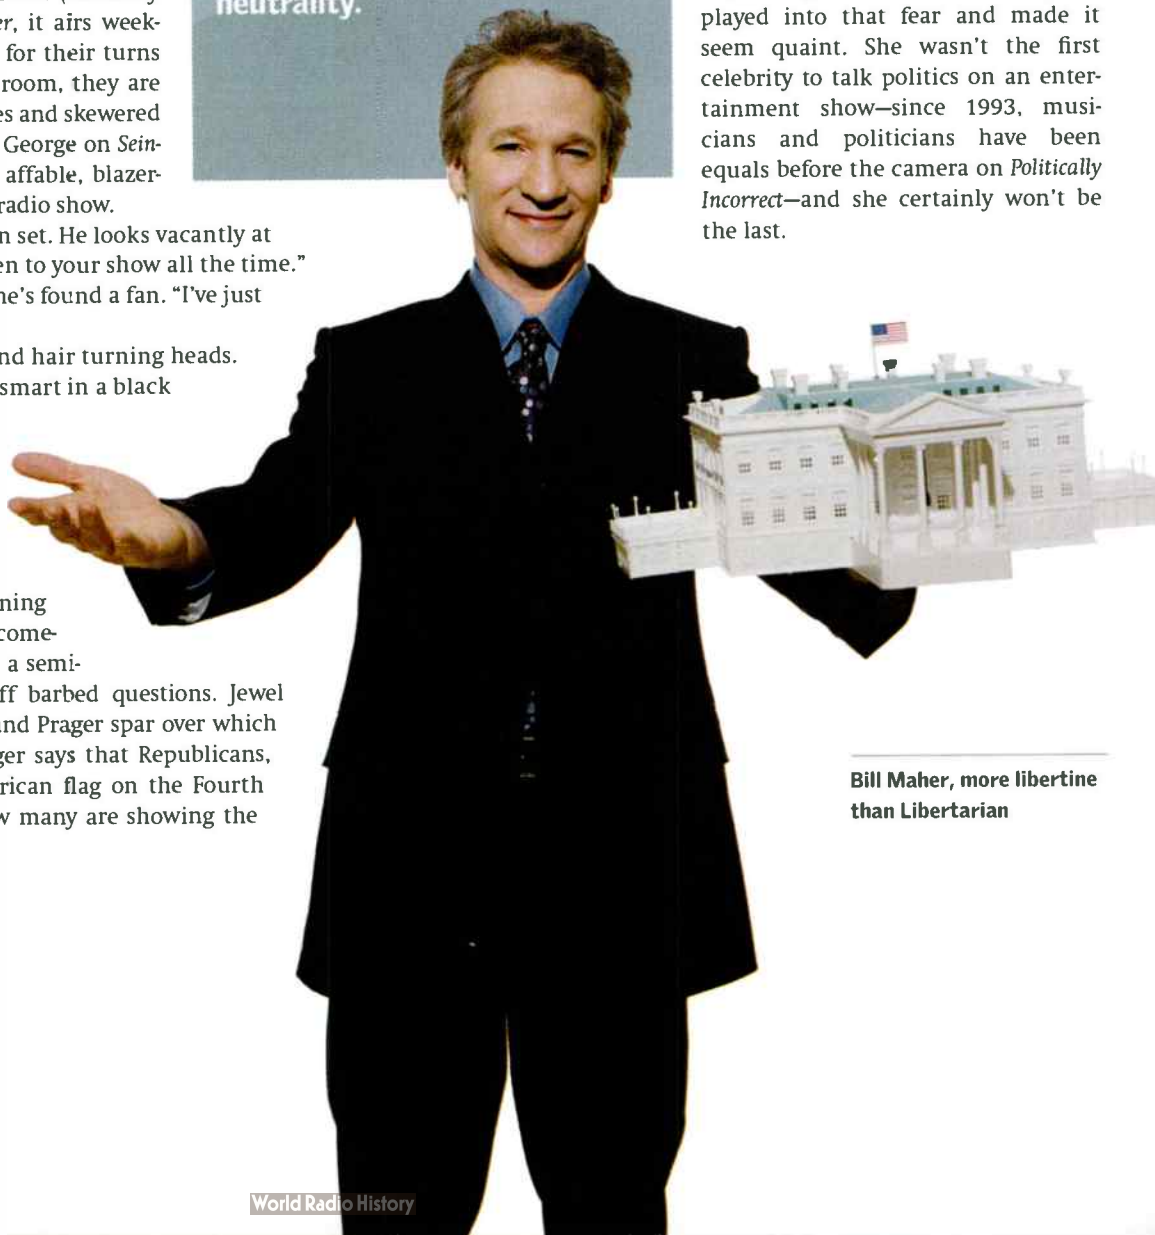 neutrality.
er, it airs week-
for their turns
room, they are
es and skewered
George on Sein-
affable, blazer-
radio show.
n set. He looks vacantly at
en to your show all the time.”
he's found a fan. “I've just
nd hair turning heads.
smart in a black
ning
come-
a semi-
ff barbed questions. Jewel
and Prager spar over which
ger says that Republicans,
rican flag on the Fourth
w many are showing the
played into that fear and made it
seem quaint. She wasn't the first
celebrity to talk politics on an enter-
tainment show—since 1993, musi-
cians and politicians have been
equals before the camera on Politically
Incorrect—and she certainly won't be
the last.
Bill Maher, more libertine
than Libertarian
World Radio History